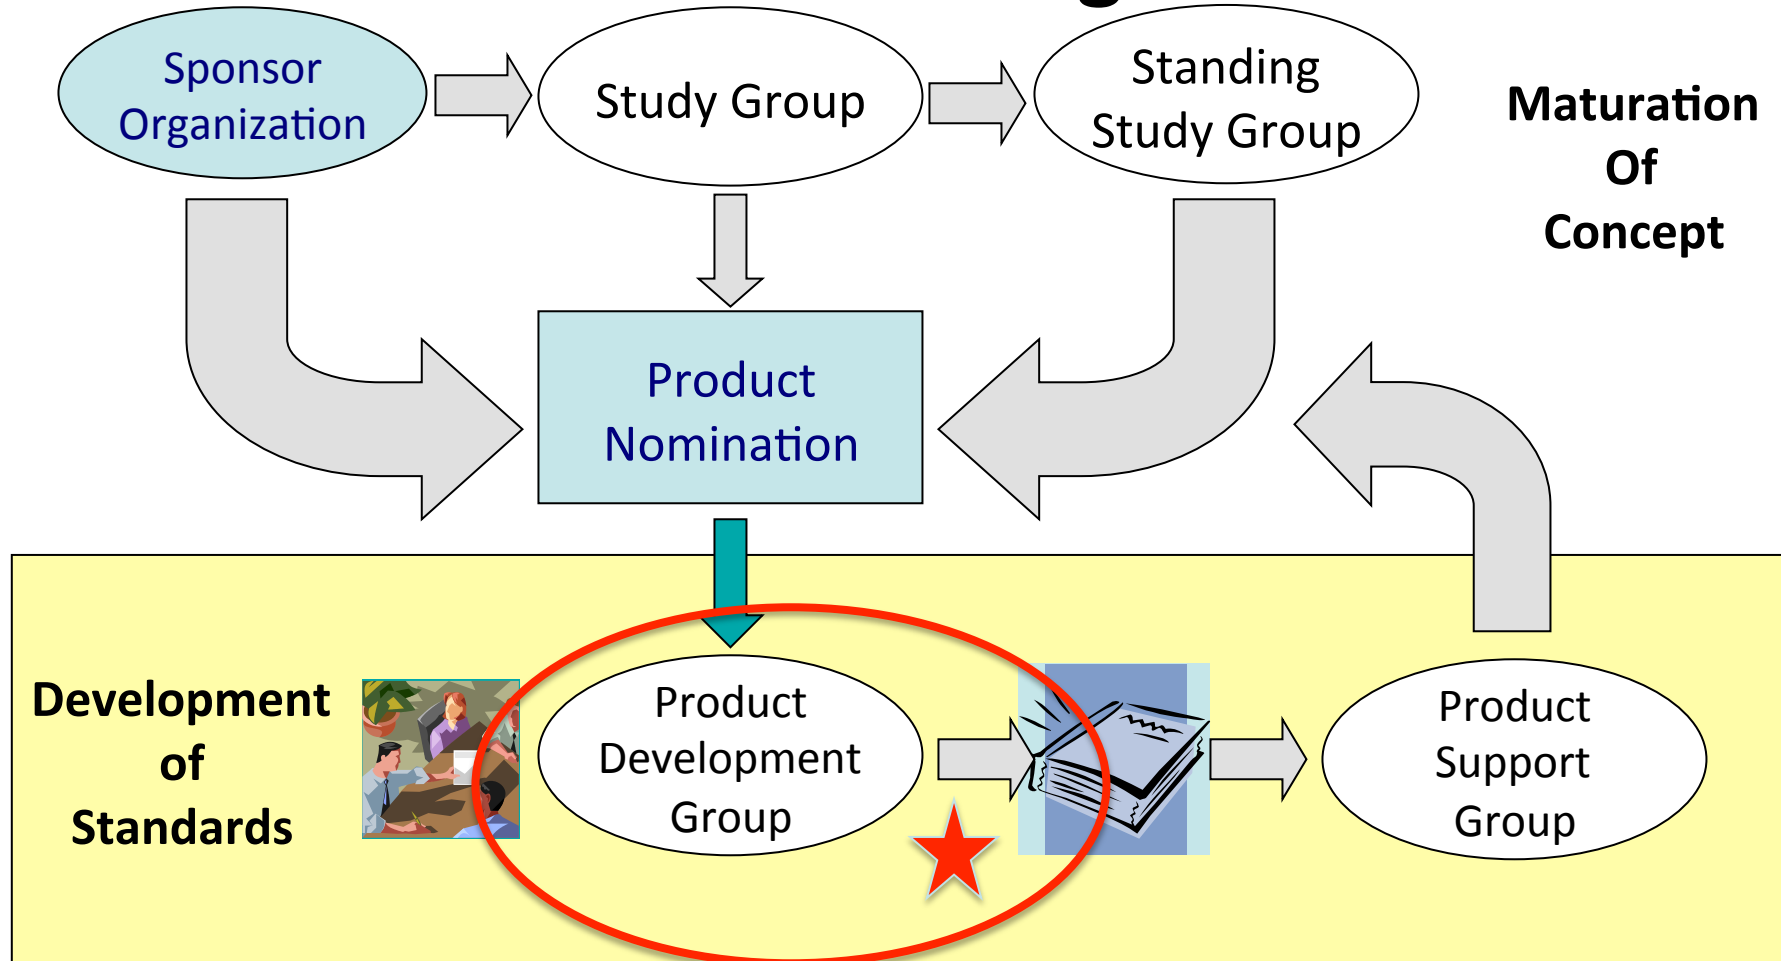 Sponsor
Organization
Study Group
Standing
Study Group
Maturation
Of
Concept
Product
Nomination
Development
of
Standards
Product
Development
Group
Product
Support
Group